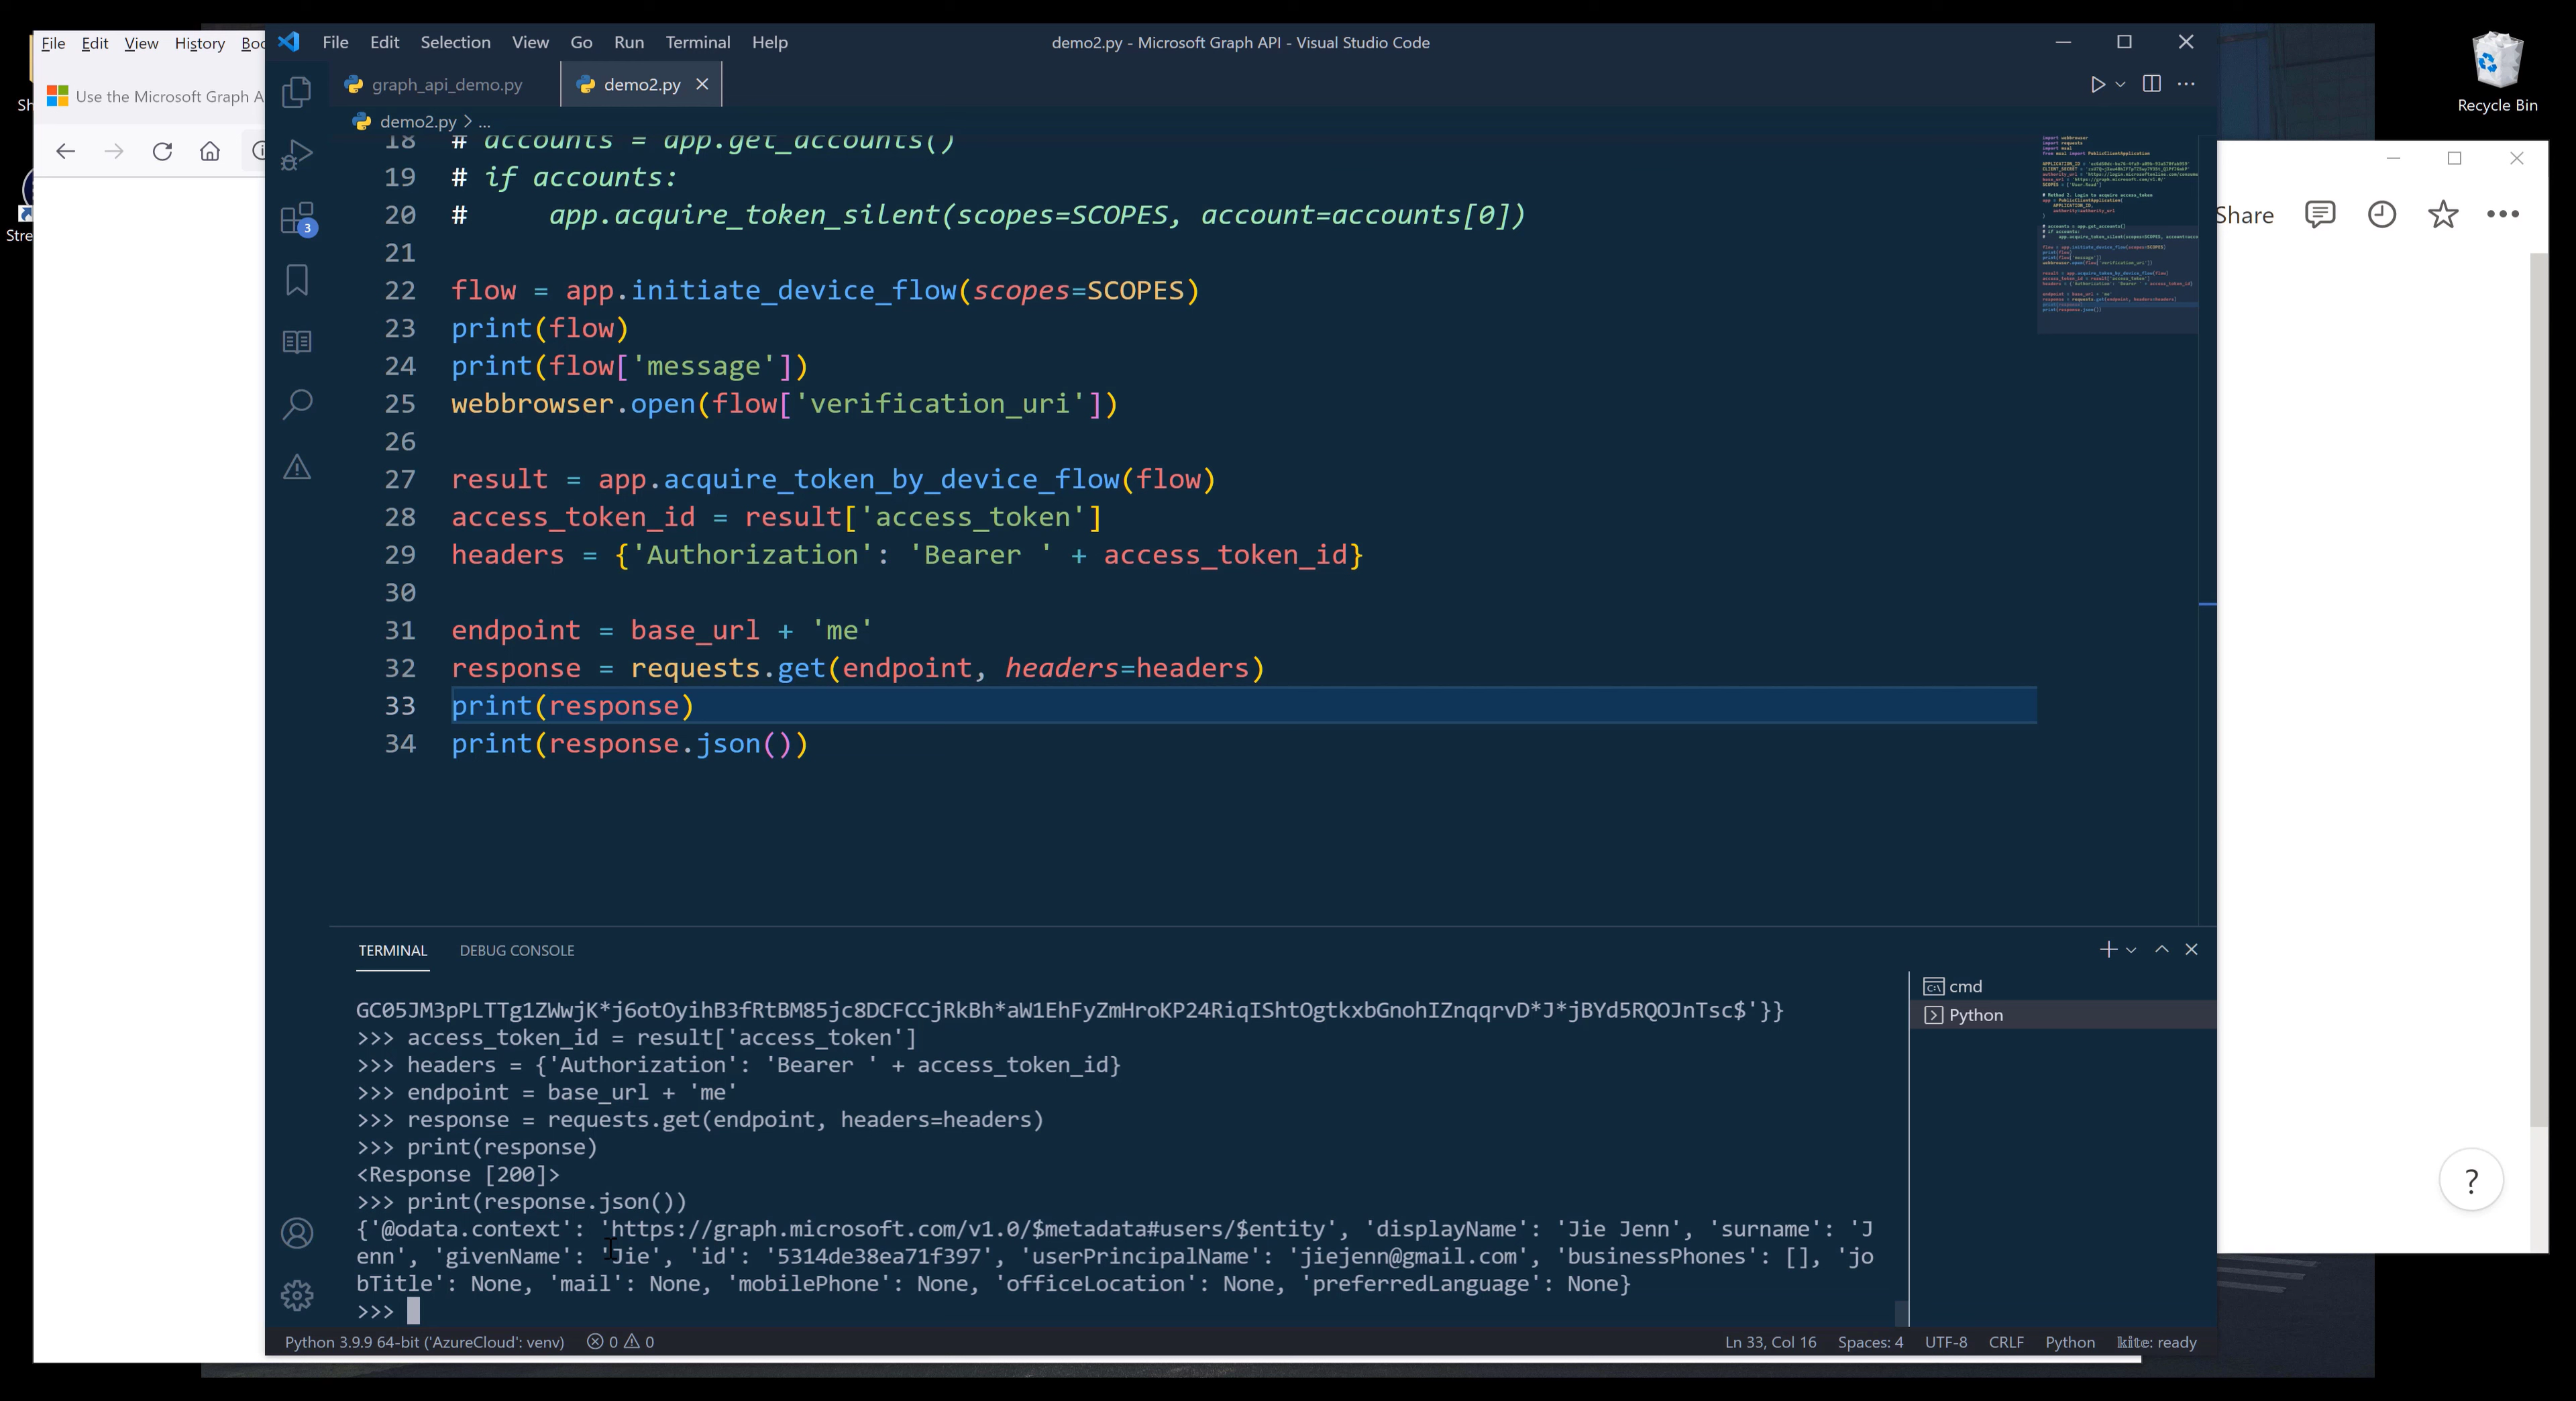 File Edit View History
Use the Microsoft Graph A
File Edit Selection View Go Run Terminal Help
demo2.py - Microsoft Graph API - Visual Studio Code
graph_api_demo.py
demo2.py
demo2.py > ...
Recycle Bin
Share
3
18 # accounts = app.get_accounts()
19 # if accounts:
20 #     app.acquire_token_silent(scopes=SCOPES, account=accounts[0])
21
22 flow = app.initiate_device_flow(scopes=SCOPES)
23 print(flow)
24 print(flow['message'])
25 webbrowser.open(flow['verification_uri'])
26
27 result = app.acquire_token_by_device_flow(flow)
28 access_token_id = result['access_token']
29 headers = {'Authorization': 'Bearer ' + access_token_id}
30
31 endpoint = base_url + 'me'
32 response = requests.get(endpoint, headers=headers)
33 print(response)
34 print(response.json())
TERMINAL DEBUG CONSOLE
cmd
Python
GC05JM3pPLTTg1ZWwjK*j6otOyihB3fRtBM85jc8DCFCCjRkBh*aW1EhFyZmHroKP24RiqIShtOgtkxbGnohIZnqqrvD*J*jBYd5RQOJnTsc$'}}
>>> access_token_id = result['access_token']
>>> headers = {'Authorization': 'Bearer ' + access_token_id}
>>> endpoint = base_url + 'me'
>>> response = requests.get(endpoint, headers=headers)
>>> print(response)
<Response [200]>
>>> print(response.json())
{'@odata.context': 'https://graph.microsoft.com/v1.0/$metadata#users/$entity', 'displayName': 'Jie Jenn', 'surname': 'J
enn', 'givenName': 'Jie', 'id': '5314de38ea71f397', 'userPrincipalName': 'jiejenn@gmail.com', 'businessPhones': [], 'jo
bTitle': None, 'mail': None, 'mobilePhone': None, 'officeLocation': None, 'preferredLanguage': None}
>>>
?
Python 3.9.9 64-bit ('AzureCloud': venv) 0 0
Ln 33, Col 16 Spaces: 4 UTF-8 CRLF Python kite: ready